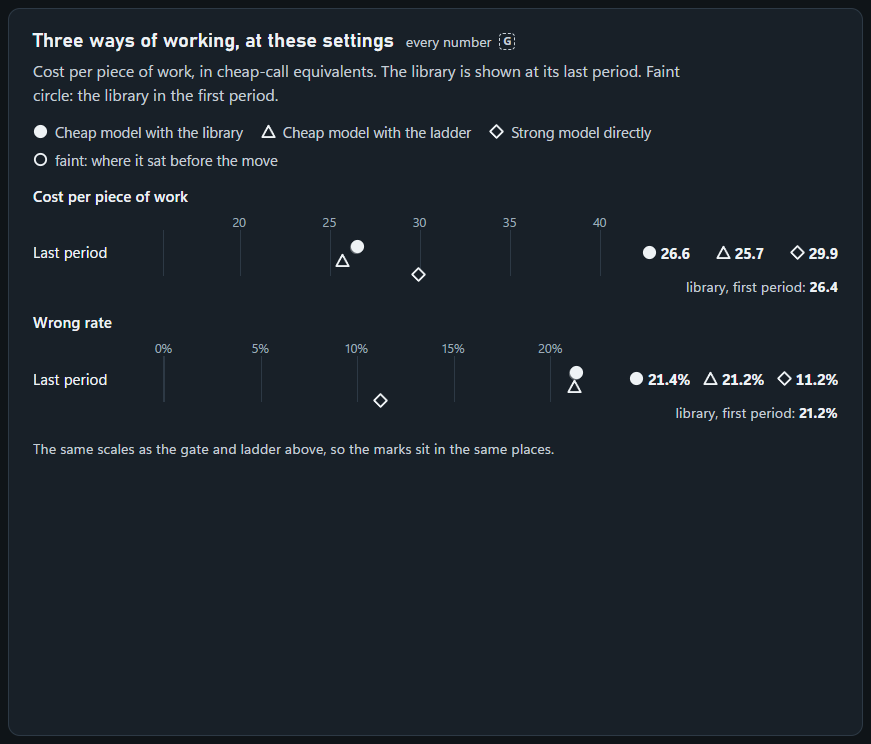 Three ways of working, at these settings every number G
Cost per piece of work, in cheap-call equivalents. The library is shown at its last period. Faint
circle: the library in the first period.
Cheap model with the library Cheap model with the ladder Strong model directly
faint: where it sat before the move
Cost per piece of work
20 25 30 35 40
Last period 26.6 25.7 29.9
library, first period: 26.4
Wrong rate
0% 5% 10% 15% 20%
Last period 21.4% 21.2% 11.2%
library, first period: 21.2%
The same scales as the gate and ladder above, so the marks sit in the same places.